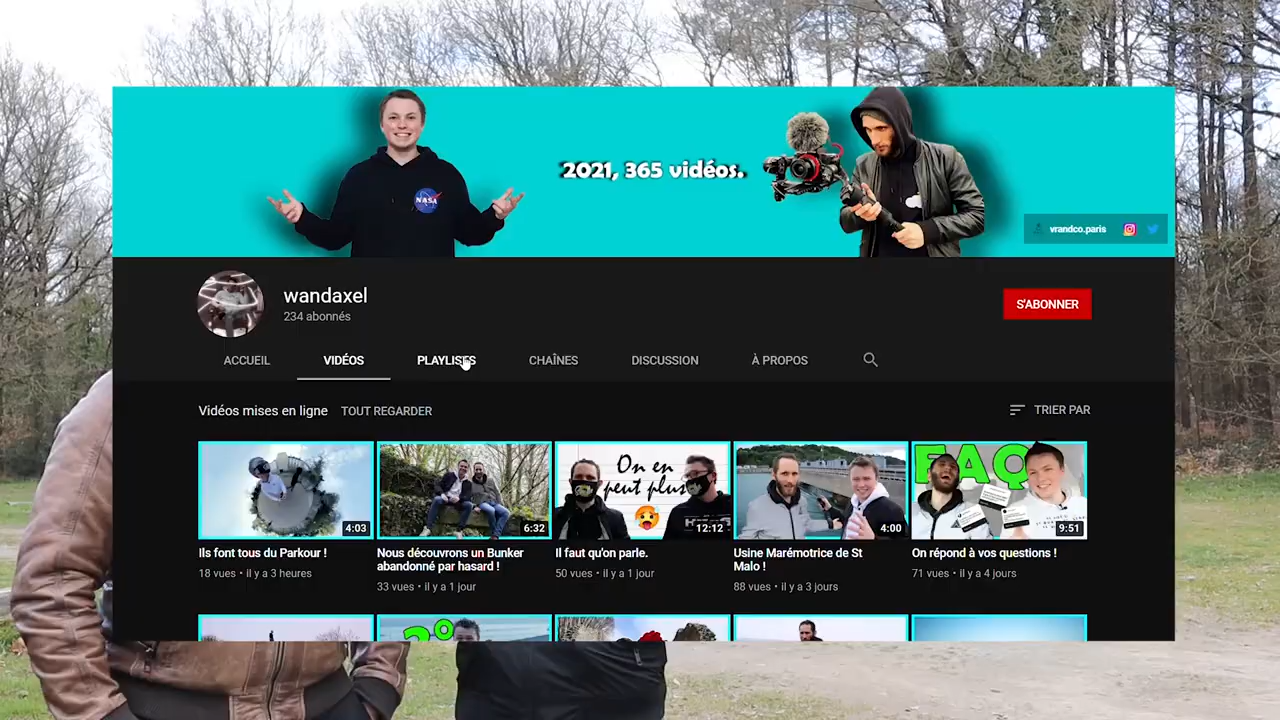 2021, 365 vidéos.
NASA
vrandco.paris
wandaxel
234 abonnés
S'ABONNER
ACCUEIL
VIDÉOS
PLAYLISTS
CHAÎNES
DISCUSSION
À PROPOS
Vidéos mises en ligne
TOUT REGARDER
TRIER PAR
4:03
6:32
On en
peut plus
12:12
4:00
FAQ
9:51
Ils font tous du Parkour !
18 vues • il y a 3 heures
Nous découvrons un Bunker
abandonné par hasard !
33 vues • il y a 1 jour
Il faut qu'on parle.
50 vues • il y a 1 jour
Usine Marémotrice de St
Malo !
88 vues • il y a 3 jours
On répond à vos questions !
71 vues • il y a 4 jours